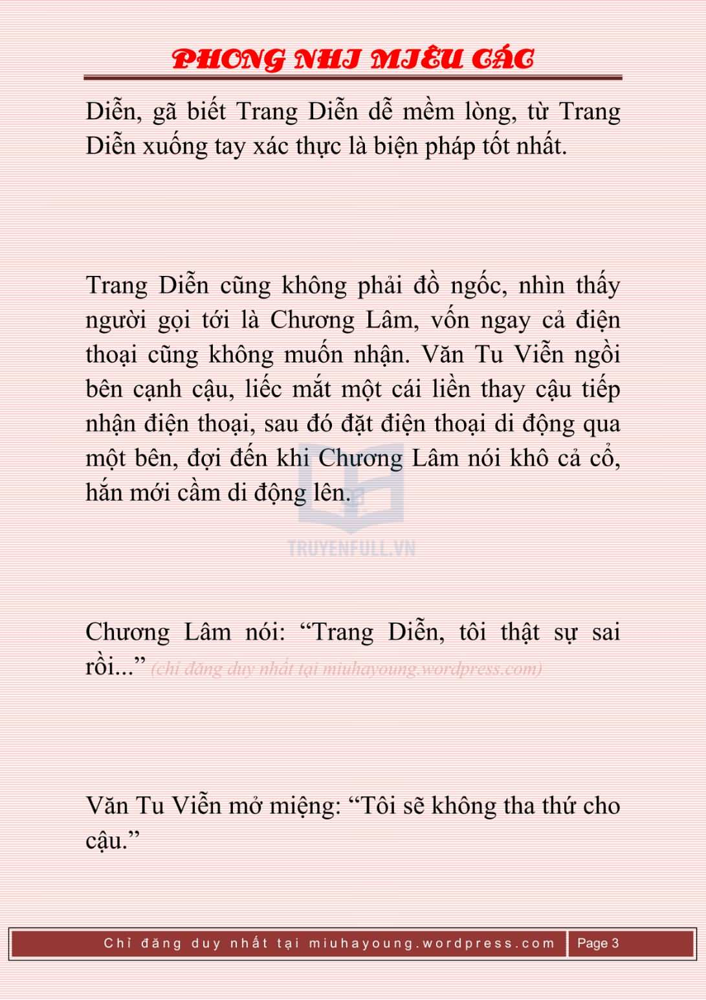 PHONG NHI MIÊU CÁC
Diễn, gã biết Trang Diễn dễ mềm lòng, từ Trang
Diễn xuống tay xác thực là biện pháp tốt nhất.
Trang Diễn cũng không phải đồ ngốc, nhìn thấy
người gọi tới là Chương Lâm, vốn ngay cả điện
thoại cũng không muốn nhận. Văn Tu Viễn ngồi
bên cạnh cậu, liếc mắt một cái liền thay cậu tiếp
nhận điện thoại, sau đó đặt điện thoại di động qua
một bên, đợi đến khi Chương Lâm nói khô cả cổ,
hắn mới cầm di động lên.
TRUYENFULL.VN
Chương Lâm nói: “Trang Diễn, tôi thật sự sai
rồi...” (chỉ đăng duy nhất tại miuhayoung.wordpress.com)
Văn Tu Viễn mở miệng: “Tôi sẽ không tha thứ cho
cậu.”
Chỉ đăng duy nhất tại miuhayoung.wordpress.com Page 3